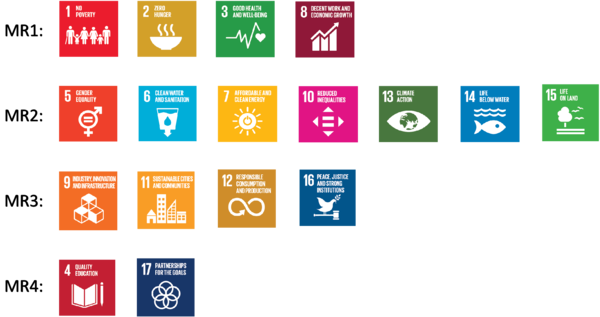 MR1:
1 NO POVERTY
2 ZERO HUNGER
3 GOOD HEALTH AND WELL-BEING
8 DECENT WORK AND ECONOMIC GROWTH
MR2:
5 GENDER EQUALITY
6 CLEAN WATER AND SANITATION
7 AFFORDABLE AND CLEAN ENERGY
10 REDUCED INEQUALITIES
13 CLIMATE ACTION
14 LIFE BELOW WATER
15 LIFE ON LAND
MR3:
9 INDUSTRY, INNOVATION AND INFRASTRUCTURE
11 SUSTAINABLE CITIES AND COMMUNITIES
12 RESPONSIBLE CONSUMPTION AND PRODUCTION
16 PEACE, JUSTICE AND STRONG INSTITUTIONS
MR4:
4 QUALITY EDUCATION
17 PARTNERSHIPS FOR THE GOALS